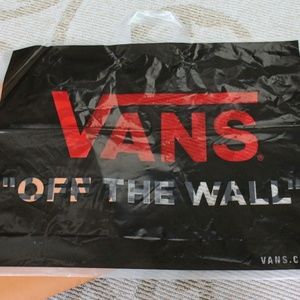 VANS®
"OFF THE WALL"
VANS.C